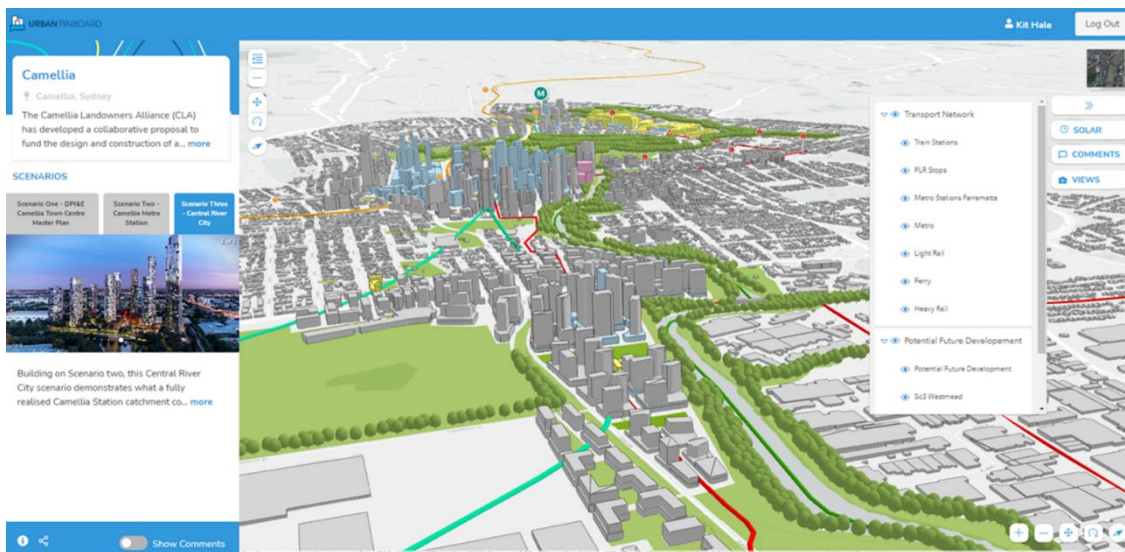 URBAN PINBOARD
Kit Hale
Log Out
Camellia
Camellia, Sydney
The Camellia Landowners Alliance (CLA)
has developed a collaborative proposal to
fund the design and construction of a... more
SCENARIOS
Scenario One - DPI&E
Camellia Town Centre
Master Plan
Scenario Two -
Camellia Metro
Station
Scenario Three
- Central River
City
Building on Scenario two, this Central River
City scenario demonstrates what a fully
realised Camellia Station catchment co... more
Show Comments
M
Transport Network
Train Stations
PLR Stops
Metro Stations Parramatta
Metro
Light Rail
Ferry
Heavy Rail
Potential Future Developement
Potential Future Development
Sc3 Westmead
SOLAR
COMMENTS
VIEWS